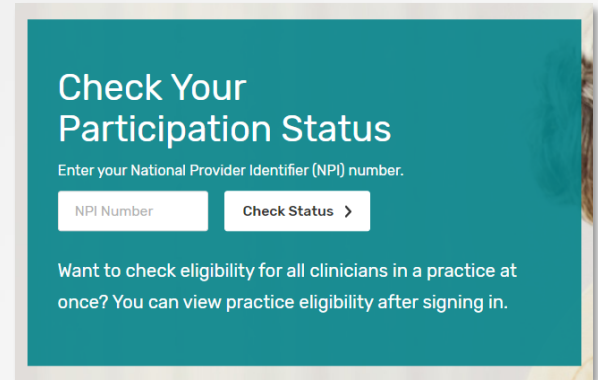 Check Your
Participation Status
Enter your National Provider Identifier (NPI) number.
NPI Number
Check Status
Want to check eligibility for all clinicians in a practice at
once? You can view practice eligibility after signing in.